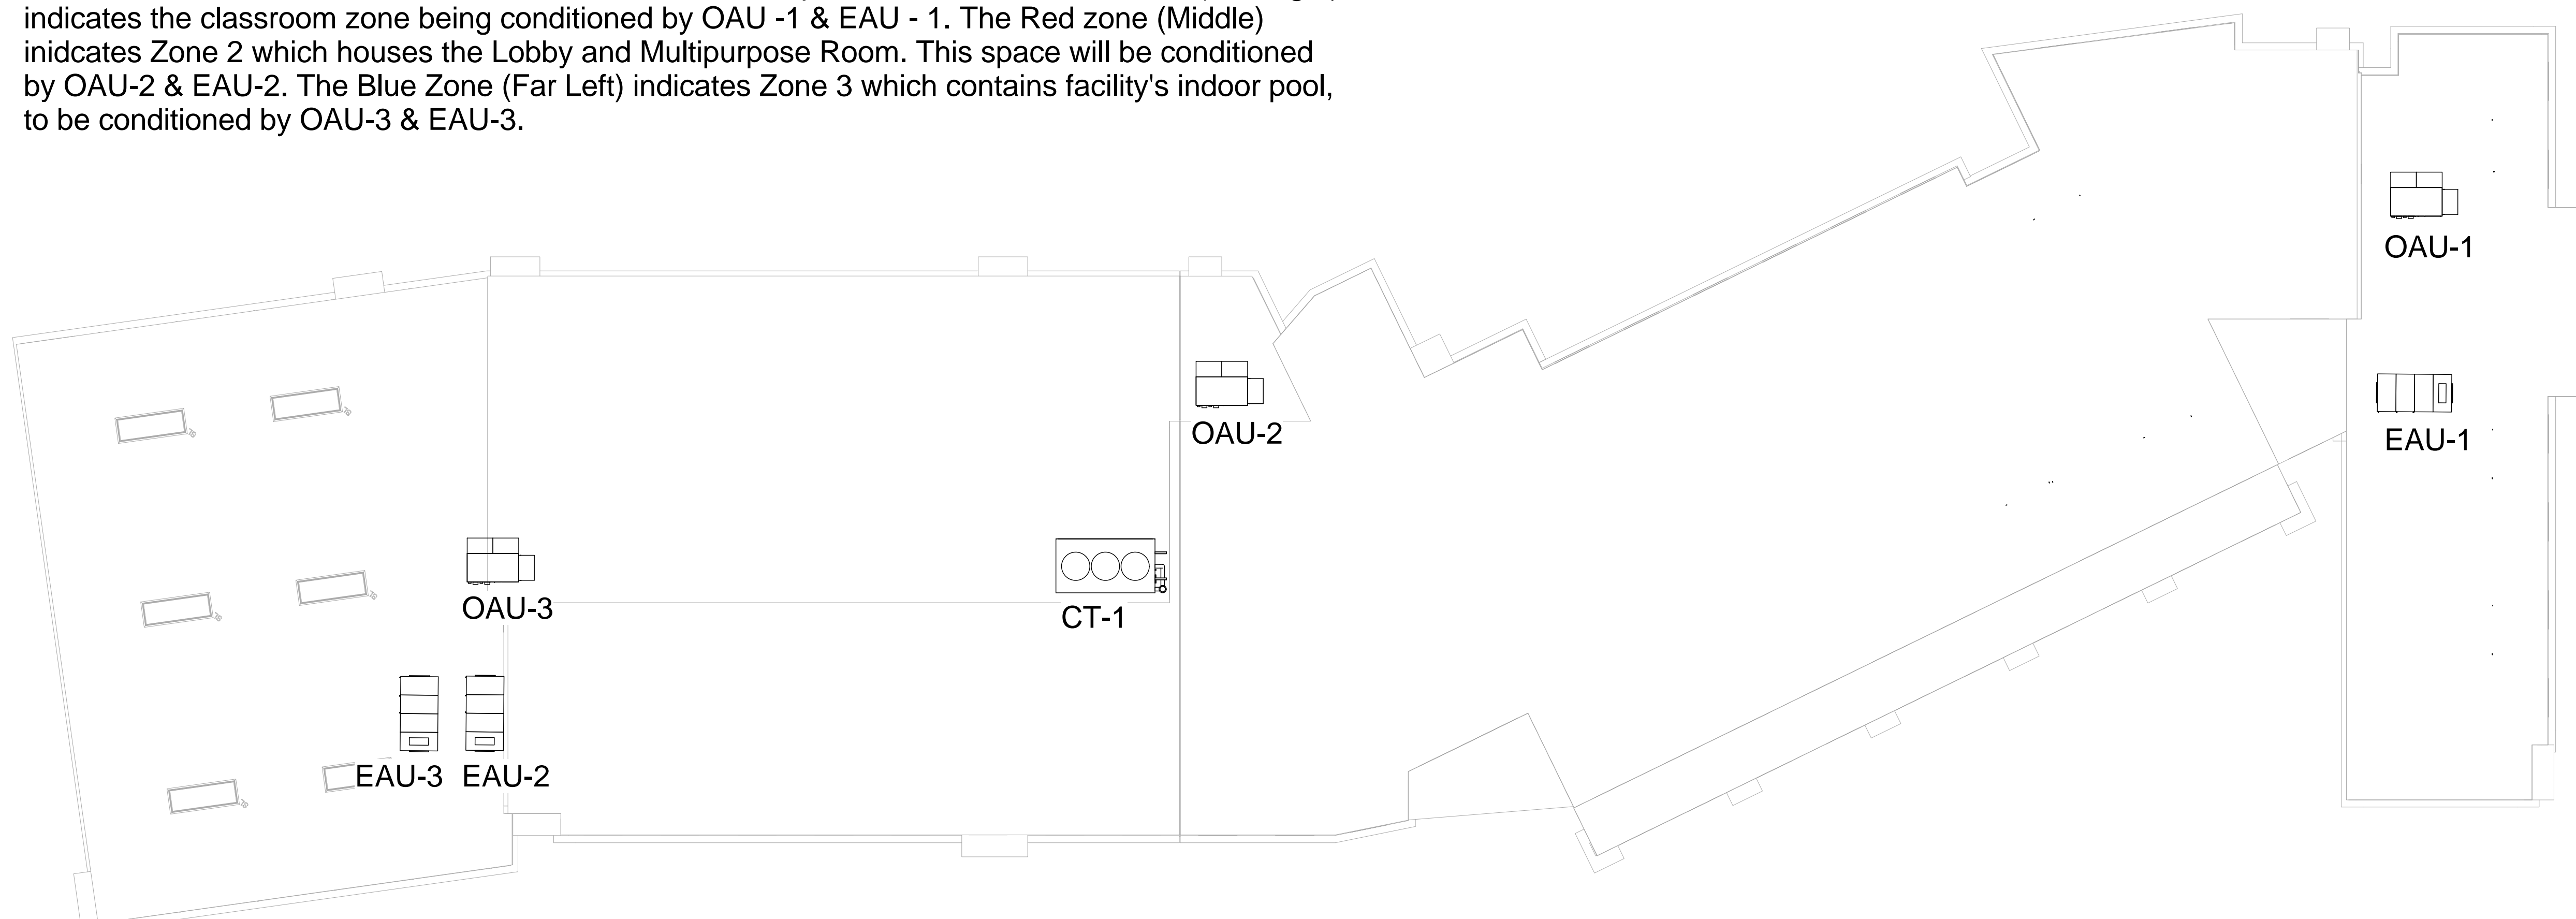 indicates the classroom zone being conditioned by OAU -1 & EAU - 1. The Red zone (Middle)
inidcates Zone 2 which houses the Lobby and Multipurpose Room. This space will be conditioned
by OAU-2 & EAU-2. The Blue Zone (Far Left) indicates Zone 3 which contains facility's indoor pool,
to be conditioned by OAU-3 & EAU-3.
OAU-1
OAU-2
EAU-1
OAU-3
CT-1
EAU-3 EAU-2